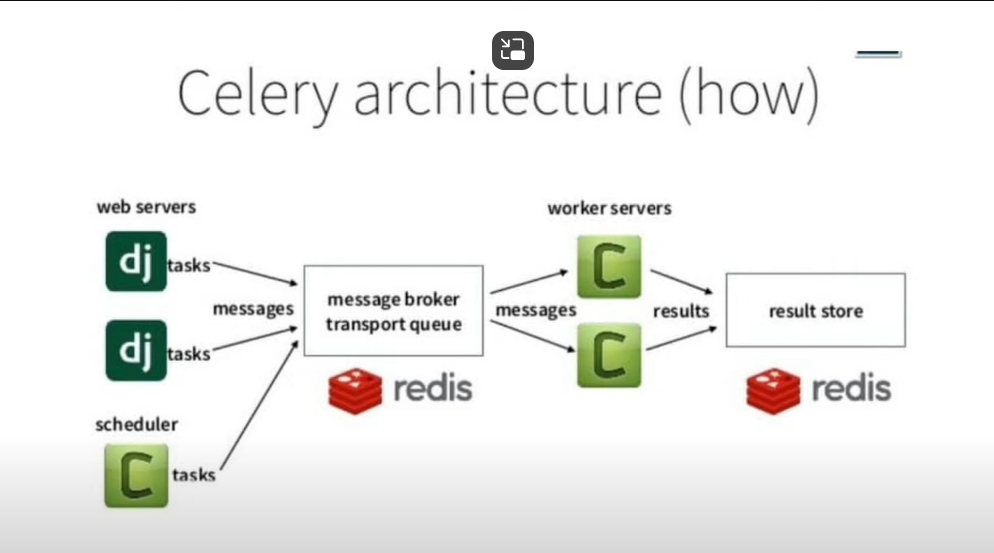 Celery architecture (how)
web servers
dj tasks
messages
dj tasks
scheduler
C tasks
message broker
transport queue
redis
worker servers
C
messages
C
results
result store
redis